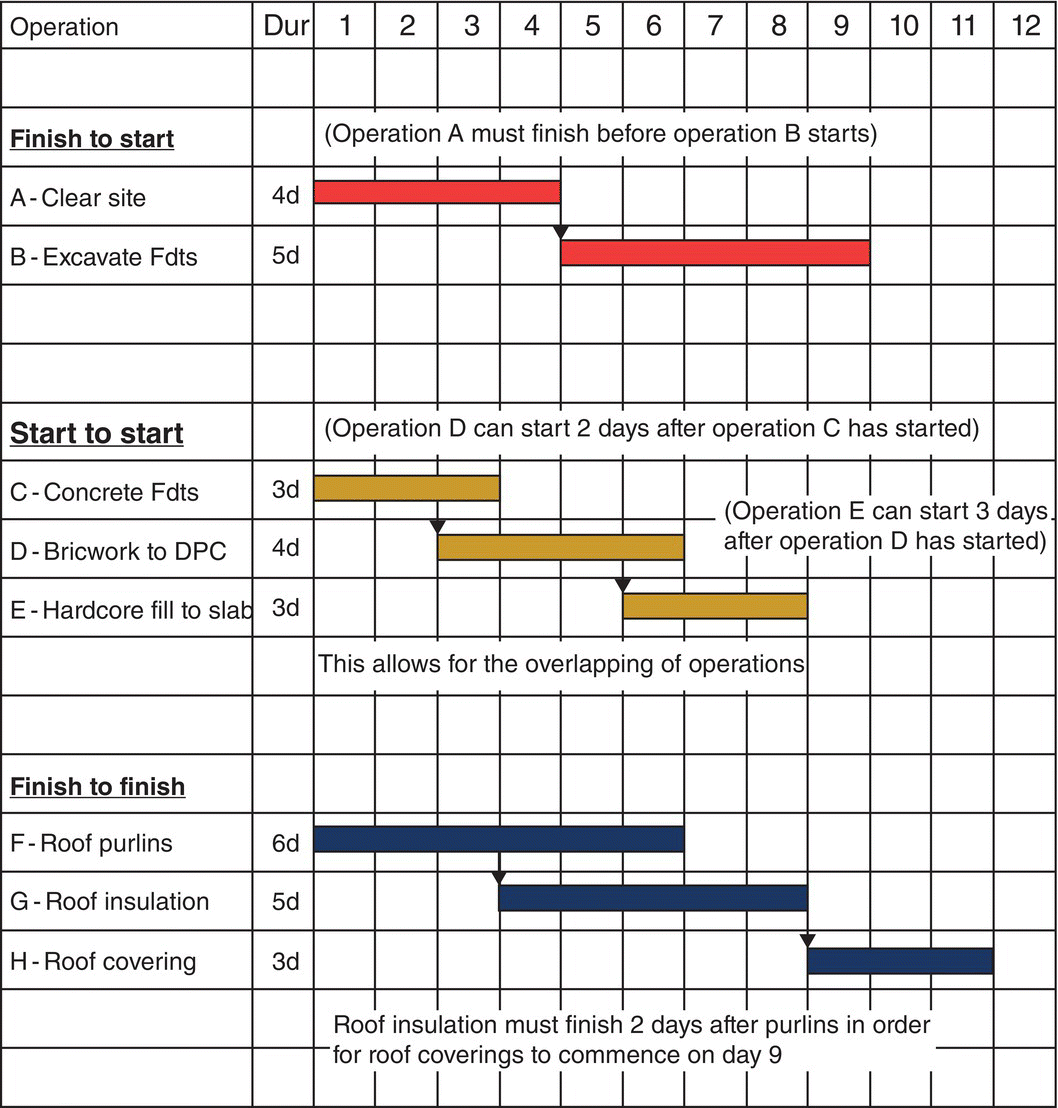 Operation Dur 1 2 3 4 5 6 7 8 9 10 11 12
Finish to start (Operation A must finish before operation B starts)
A - Clear site 4d
B - Excavate Fdts 5d
Start to start (Operation D can start 2 days after operation C has started)
C - Concrete Fdts 3d
(Operation E can start 3 days
after operation D has started)
D - Bricwork to DPC 4d
E - Hardcore fill to slab 3d
This allows for the overlapping of operations
Finish to finish
F - Roof purlins 6d
G - Roof insulation 5d
H - Roof covering 3d
Roof insulation must finish 2 days after purlins in order
for roof coverings to commence on day 9